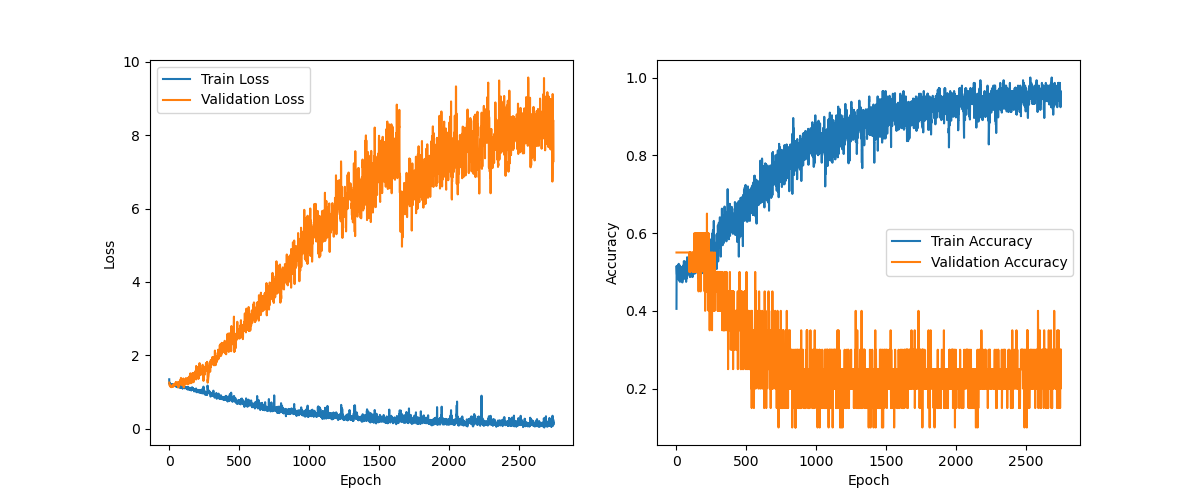 Train Loss
Validation Loss
10
8
6
4
2
0
Loss
0 500 1000 1500 2000 2500
Epoch
1.0
0.8
0.6
0.4
0.2
Accuracy
Train Accuracy
Validation Accuracy
0 500 1000 1500 2000 2500
Epoch